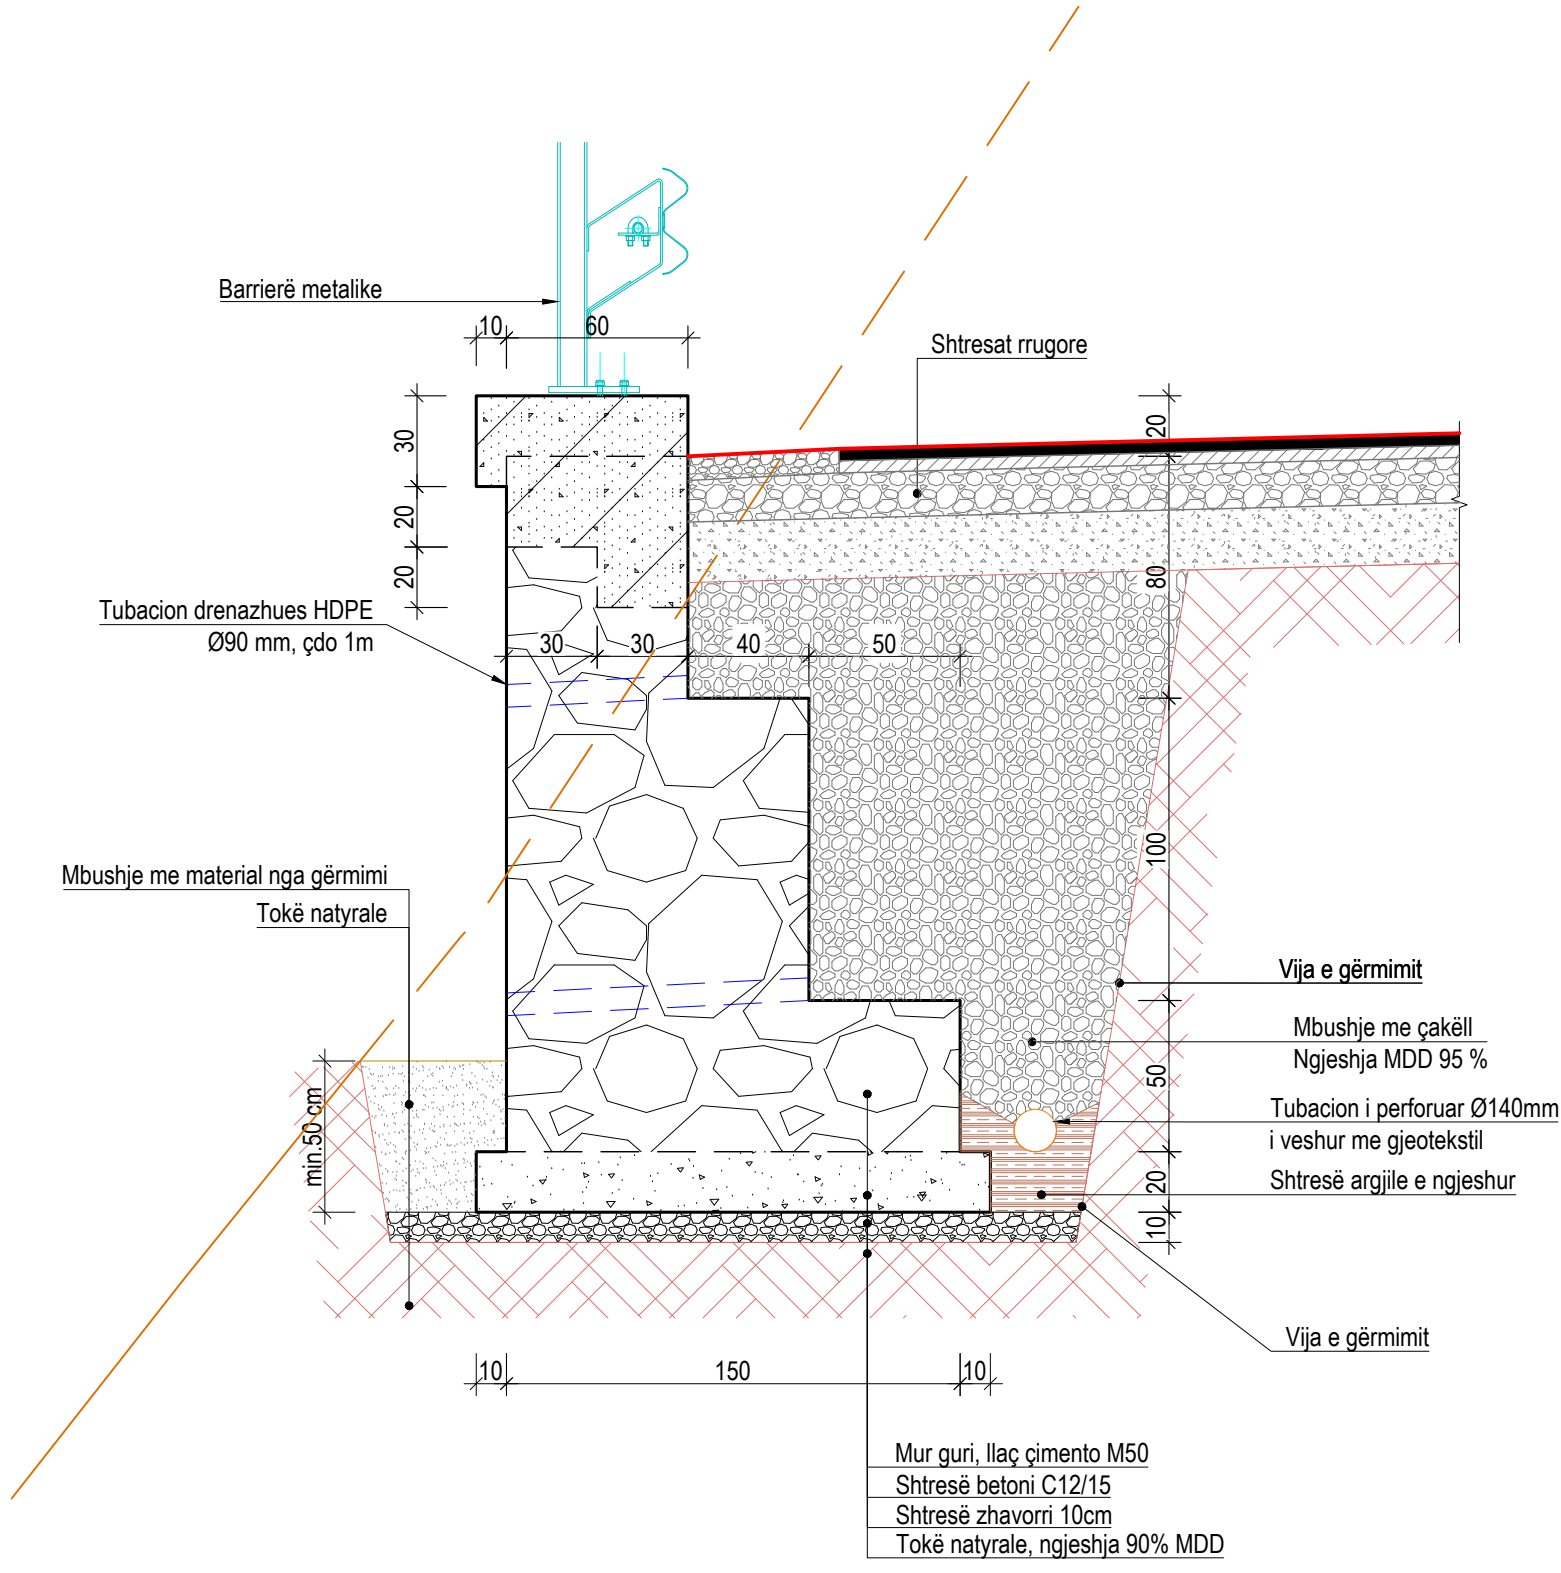 Barrierë metalike
10
60
Shtresat rrugore
30
20
20
20
80
Tubacion drenazhues HDPE
Ø90 mm, çdo 1m
30
30
40
50
100
Mbushje me material nga gërmimi
Tokë natyrale
Vija e gërmimit
Mbushje me çakëll
Ngjeshja MDD 95 %
50
min.50 cm
Tubacion i perforuar Ø140mm
i veshur me gjeotekstil
Shtresë argjile e ngjeshur
20
10
Vija e gërmimit
10
150
10
Mur guri, llaç çimento M50
Shtresë betoni C12/15
Shtresë zhavorri 10cm
Tokë natyrale, ngjeshja 90% MDD